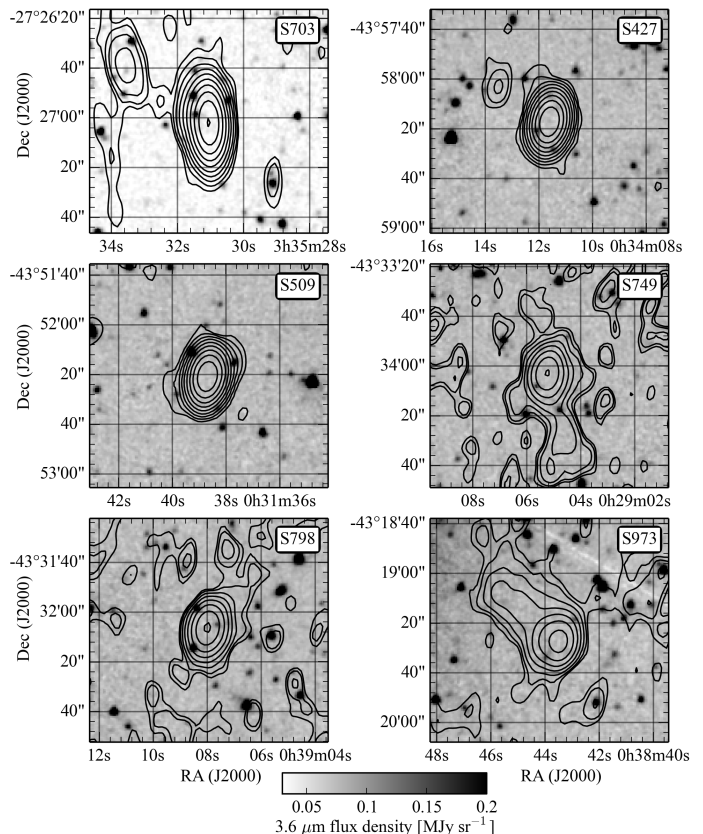 S703
-27°26'20"
40"
27'00"
20"
40"
Dec (J2000)
34s 32s 30s 3h35m28s
S427
-43°57'40"
58'00"
20"
40"
59'00"
16s 14s 12s 10s 0h34m08s
S509
-43°51'40"
52'00"
20"
40"
53'00"
Dec (J2000)
42s 40s 38s 0h31m36s
S749
-43°33'20"
40"
34'00"
20"
40"
08s 06s 04s 0h29m02s
S798
-43°31'40"
32'00"
20"
40"
Dec (J2000)
12s 10s 08s 06s 0h39m04s
RA (J2000)
S973
-43°18'40"
19'00"
20"
40"
20'00"
48s 46s 44s 42s 0h38m40s
RA (J2000)
0.05 0.1 0.15 0.2
3.6 μm flux density [MJy sr⁻¹]